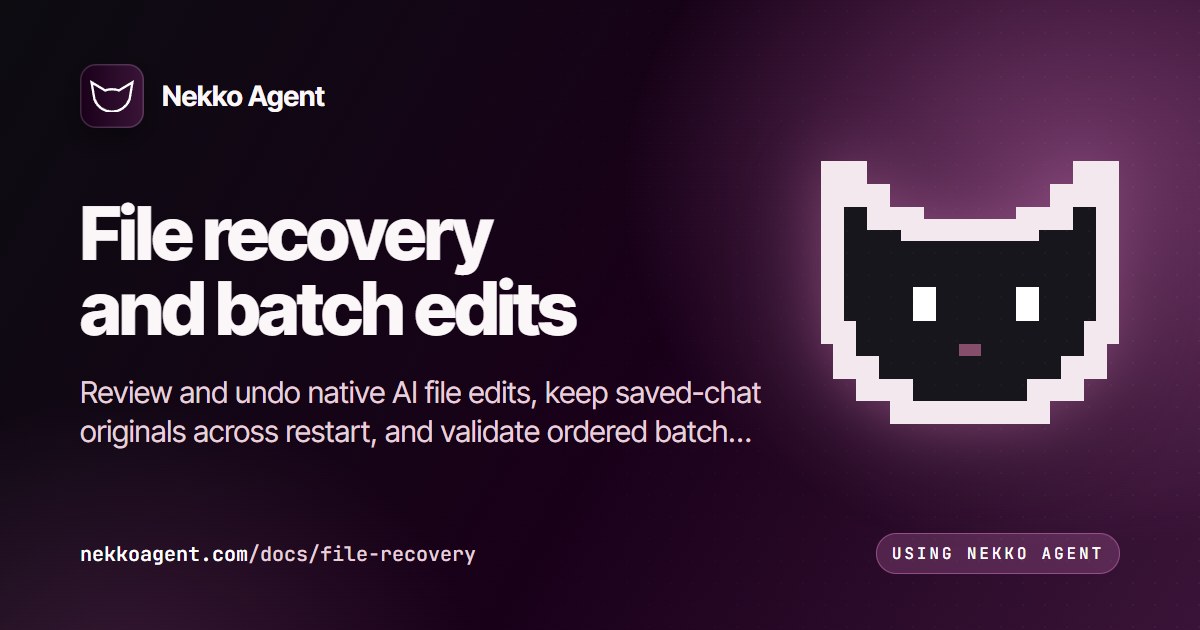 Nekko Agent
File recovery
and batch edits
Review and undo native AI file edits, keep saved-chat
originals across restart, and validate ordered batch...
nekkoagent.com/docs/file-recovery
USING NEKKO AGENT